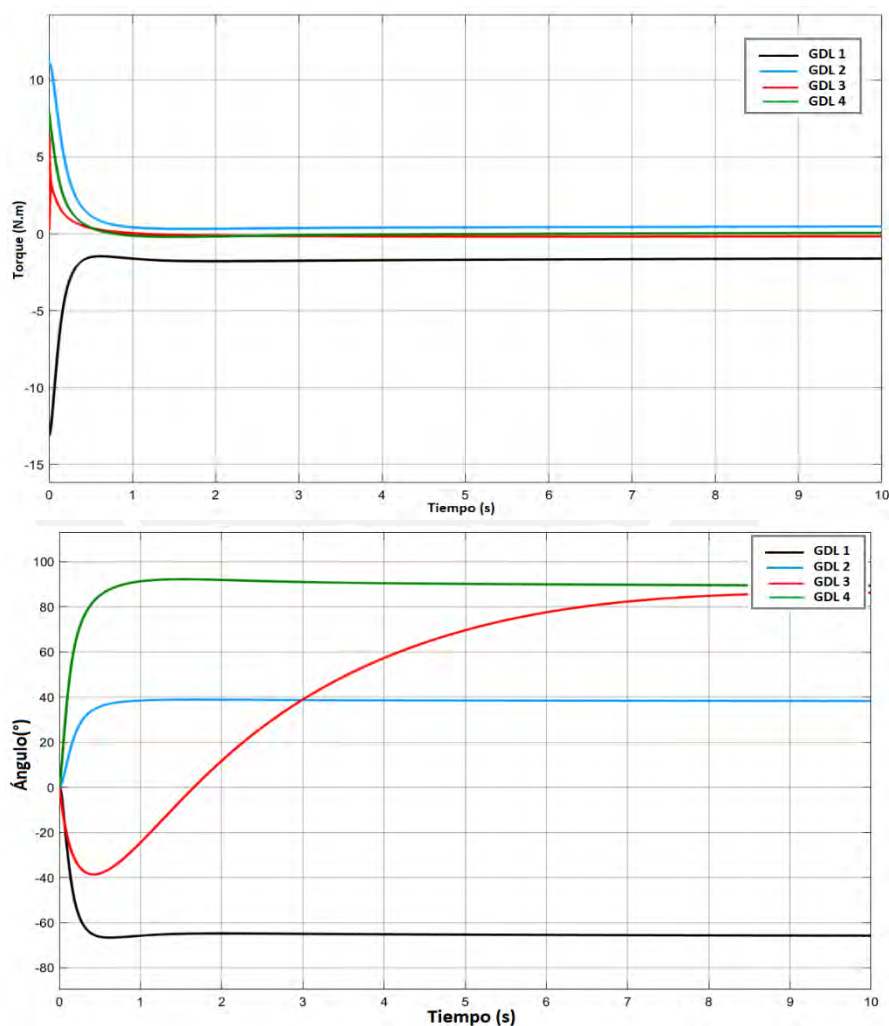 GDL 1
GDL 2
GDL 3
GDL 4
10
5
0
-5
-10
-15
Torque (N.m)
0 1 2 3 4 5 6 7 8 9 10
Tiempo (s)
GDL 1
GDL 2
GDL 3
GDL 4
100
80
60
40
20
0
-20
-40
-60
-80
Ángulo(°)
0 1 2 3 4 5 6 7 8 9 10
Tiempo (s)